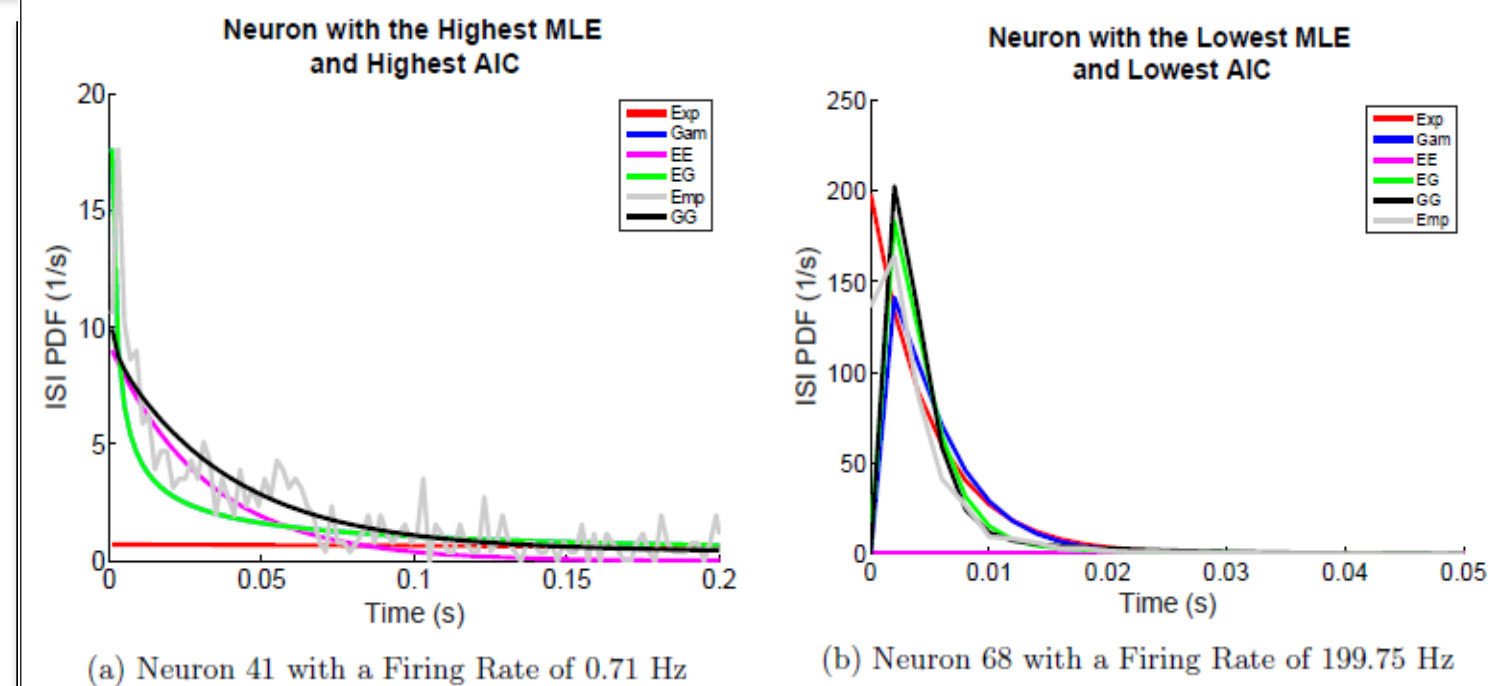 Neuron with the Highest MLE
and Highest AIC
20
15
10
5
0
ISI PDF (1/s)
Exp
Gam
EE
EG
Emp
GG
0
0.05
0.1
0.15
0.2
Time (s)
(a) Neuron 41 with a Firing Rate of 0.71 Hz
Neuron with the Lowest MLE
and Lowest AIC
250
200
150
100
50
0
ISI PDF (1/s)
Exp
Gam
EE
EG
GG
Emp
0
0.01
0.02
0.03
0.04
0.05
Time (s)
(b) Neuron 68 with a Firing Rate of 199.75 Hz